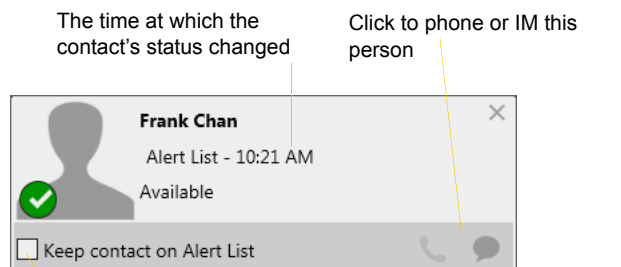 The time at which the
contact's status changed
Click to phone or IM this
person
Frank Chan
Alert List - 10:21 AM
Available
Keep contact on Alert List